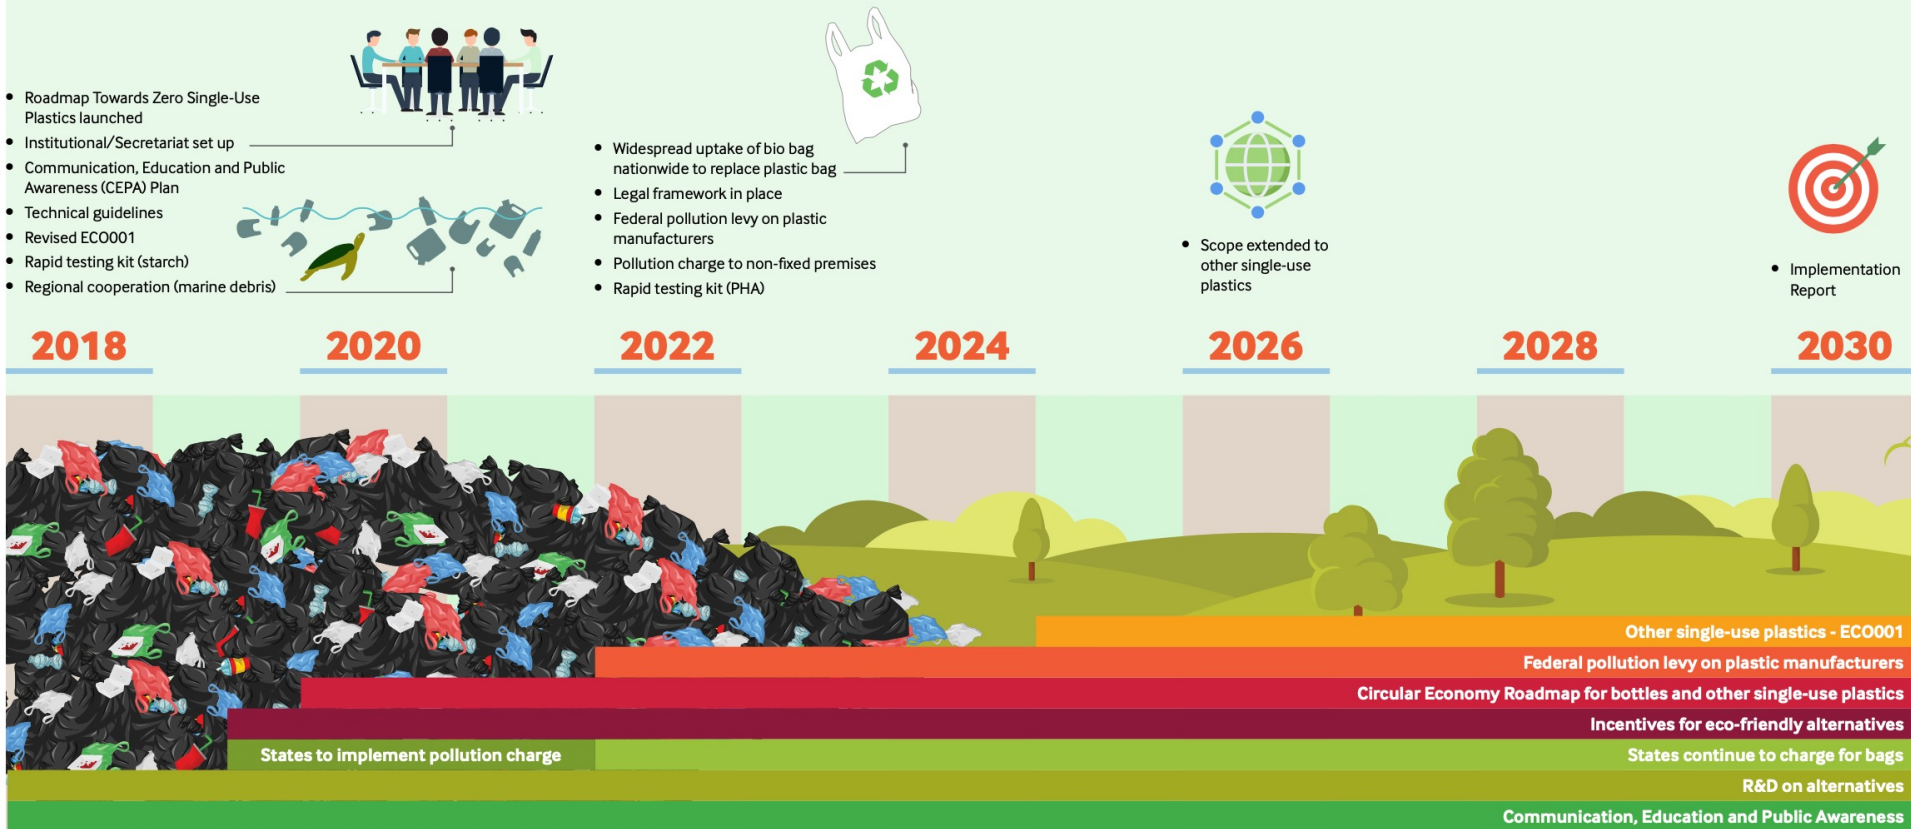 • Roadmap Towards Zero Single-Use
Plastics launched
• Institutional/Secretariat set up
• Communication, Education and Public
Awareness (CEPA) Plan
• Technical guidelines
• Revised ECO001
• Rapid testing kit (starch)
• Regional cooperation (marine debris)
• Widespread uptake of bio bag
nationwide to replace plastic bag
• Legal framework in place
• Federal pollution levy on plastic
manufacturers
• Pollution charge to non-fixed premises
• Rapid testing kit (PHA)
• Scope extended to
other single-use
plastics
• Implementation
Report
2018 2020 2022 2024 2026 2028 2030
Other single-use plastics - ECO001
Federal pollution levy on plastic manufacturers
Circular Economy Roadmap for bottles and other single-use plastics
Incentives for eco-friendly alternatives
States to implement pollution charge States continue to charge for bags
R&D on alternatives
Communication, Education and Public Awareness